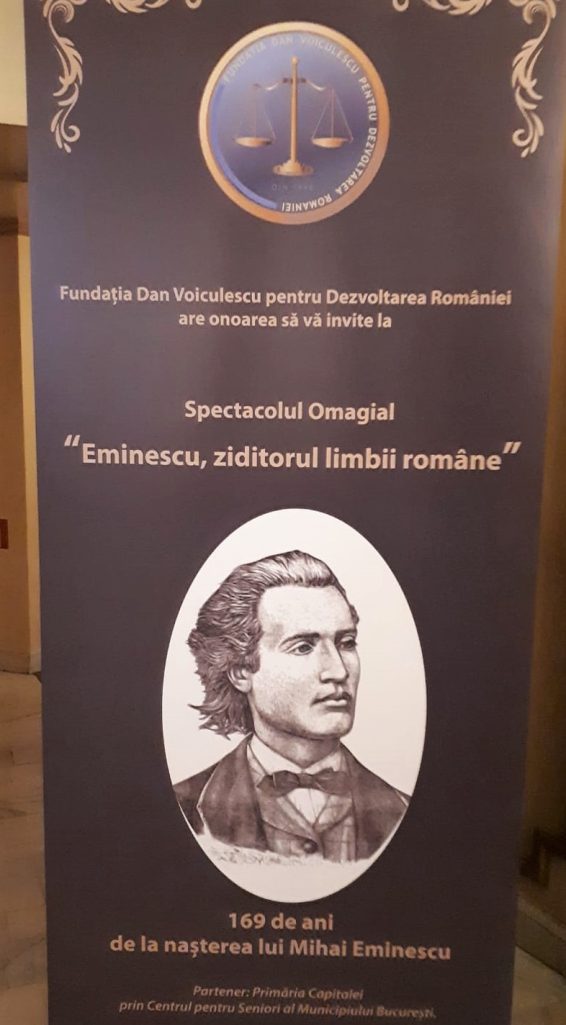 FUNDAȚIA DAN VOICULESCU PENTRU DEZVOLTAREA ROMANIEI
Fundația Dan Voiculescu pentru Dezvoltarea României
are onoarea să vă invite la
Spectacolul Omagial
“Eminescu, ziditorul limbii române”
169 de ani
de la nașterea lui Mihai Eminescu
Partener: Primăria Capitalei
prin Centrul pentru Seniori al Municipiului București.